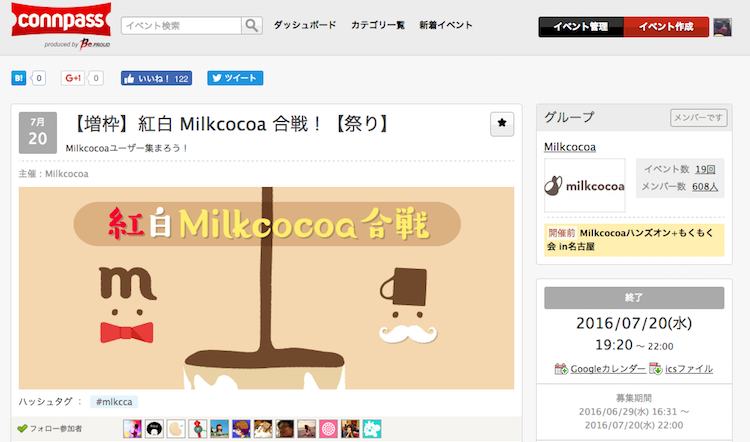 connpass
produced by Be PROUD
イベント検索
ダッシュボード
カテゴリ一覧
新着イベント
イベント管理
イベント作成
B! 0
G+1 0
いいね！ 122
ツイート
7月
20
【増枠】紅白 Milkcocoa 合戦！【祭り】
Milkcocoaユーザー集まろう！
主催：Milkcocoa
紅白Milkcocoa合戦
m
ハッシュタグ ： #mlkcca
フォロー参加者
グループ
メンバーです
Milkcocoa
milkcocoa
イベント数 19回
メンバー数 608人
開催前 Milkcocoaハンズオン+もくもく
会 in名古屋
終了
2016/07/20(水)
19:20 ～ 22:00
Googleカレンダー
icsファイル
募集期間
2016/06/29(水) 16:31 ～
2016/07/20(水) 22:00